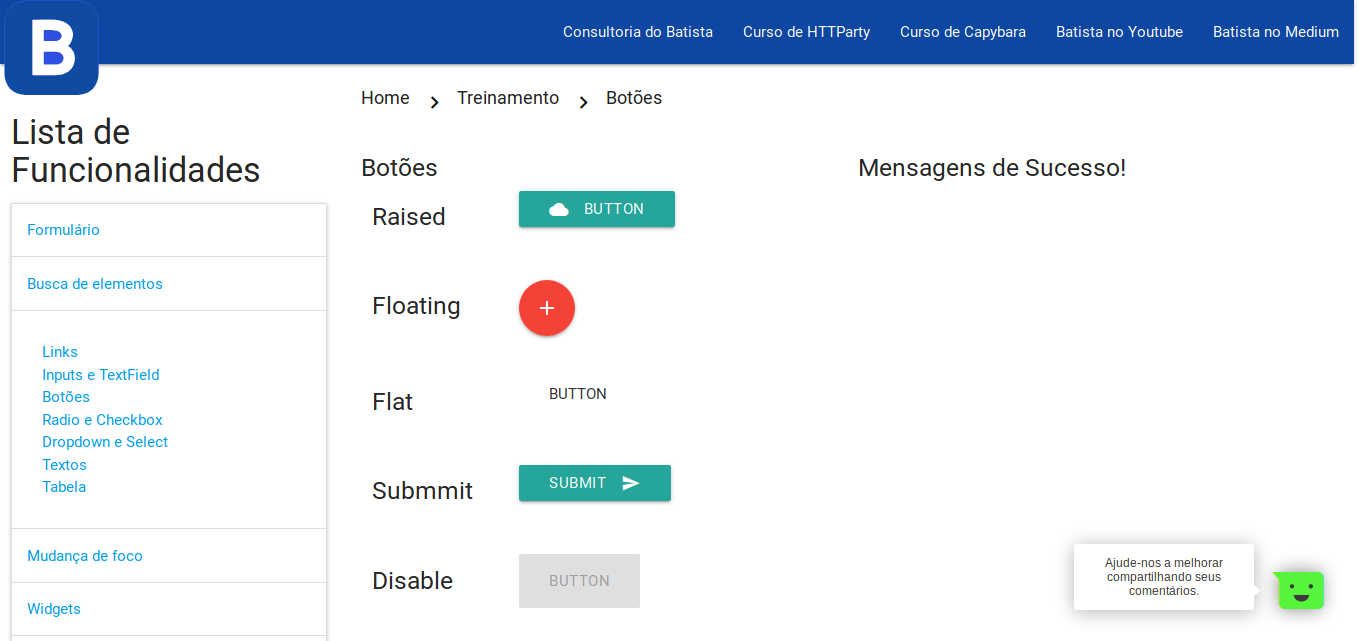 B
Consultoria do Batista
Curso de HTTParty
Curso de Capybara
Batista no Youtube
Batista no Medium
Lista de
Funcionalidades
Formulário
Busca de elementos
Links
Inputs e TextField
Botões
Radio e Checkbox
Dropdown e Select
Textos
Tabela
Mudança de foco
Widgets
Home
Treinamento
Botões
Botões
Raised
BUTTON
Floating
Flat
BUTTON
Submmit
SUBMIT
Disable
BUTTON
Mensagens de Sucesso!
Ajude-nos a melhorar
compartilhando seus
comentários.